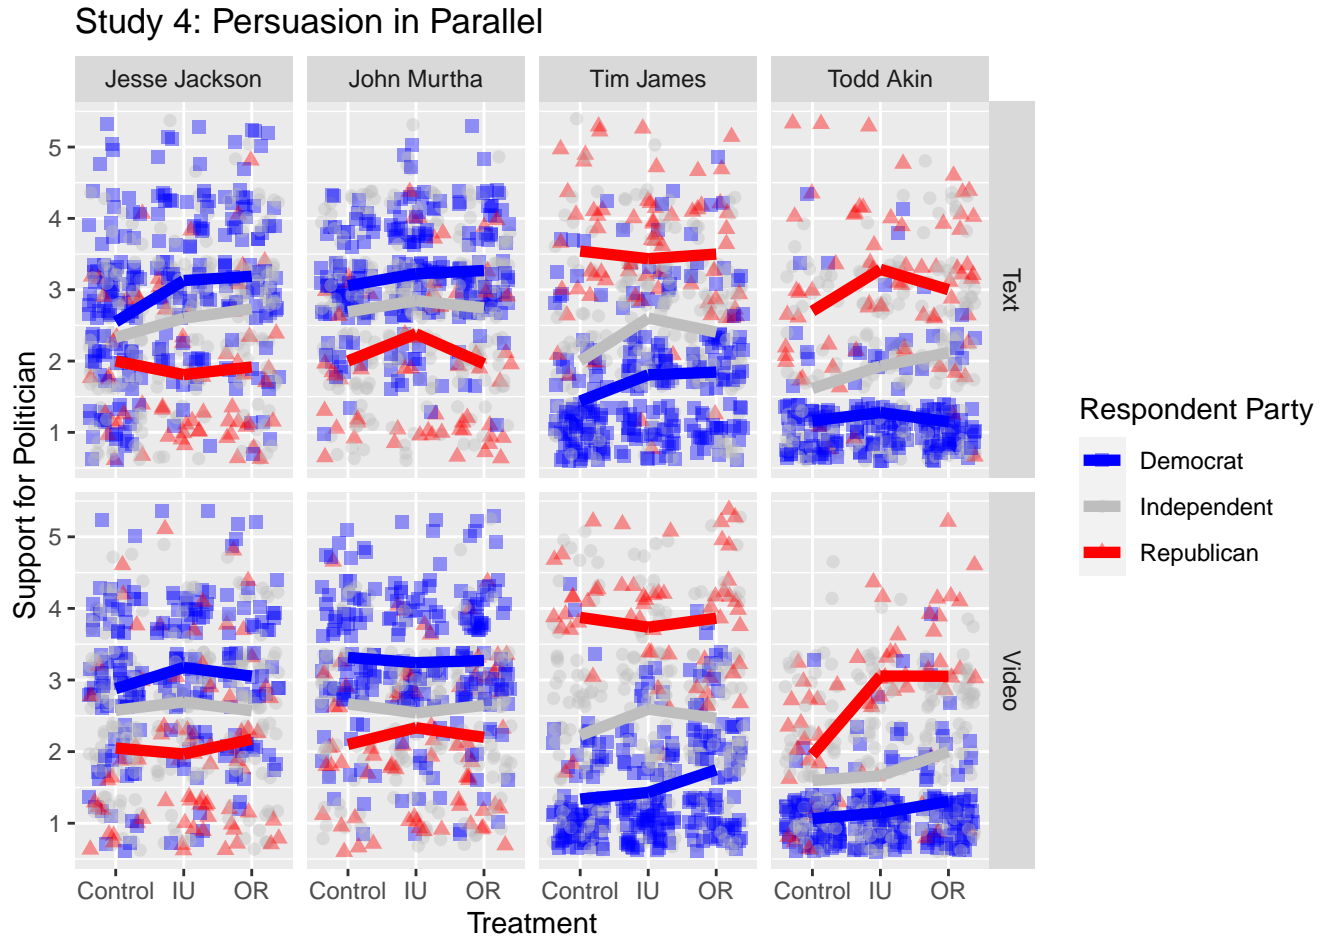 Study 4: Persuasion in Parallel
Jesse Jackson
John Murtha
Tim James
Todd Akin
5
4
3
2
1
Text
5
4
3
2
1
Video
Support for Politician
Control IU OR
Control IU OR
Control IU OR
Control IU OR
Treatment
Respondent Party
Democrat
Independent
Republican